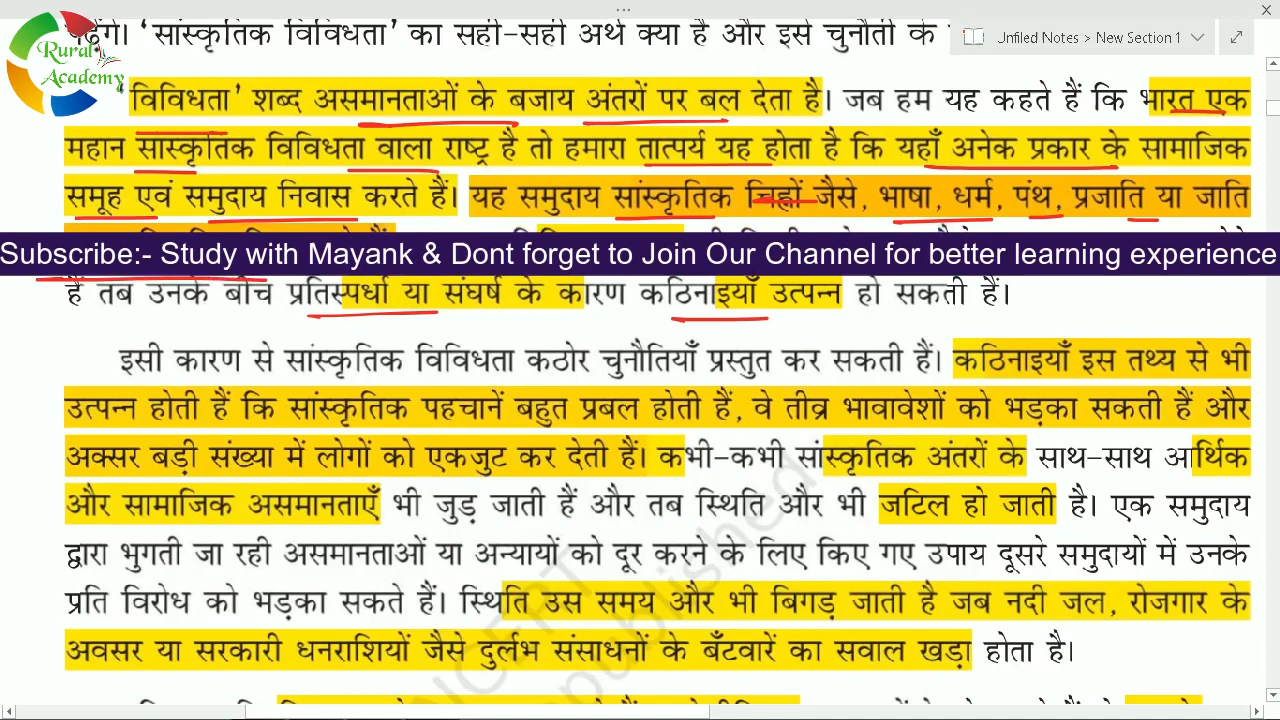 'सांस्कृतिक विविधता' का सही-सही अर्थ क्या है और इसे चुनौती के
Unfiled Notes > New Section 1
Rural
Academy
'विविधता' शब्द असमानताओं के बजाय अंतरों पर बल देता है। जब हम यह कहते हैं कि भारत एक
महान सांस्कृतिक विविधता वाला राष्ट्र है तो हमारा तात्पर्य यह होता है कि यहाँ अनेक प्रकार के सामाजिक
समूह एवं समुदाय निवास करते हैं। यह समुदाय सांस्कृतिक चिह्नों जैसे, भाषा, धर्म, पंथ, प्रजाति या जाति
Subscribe:- Study with Mayank & Dont forget to Join Our Channel for better learning experience
हैं तब उनके बीच प्रतिस्पर्धा या संघर्ष के कारण कठिनाइयाँ उत्पन्न हो सकती हैं।
इसी कारण से सांस्कृतिक विविधता कठोर चुनौतियाँ प्रस्तुत कर सकती हैं। कठिनाइयाँ इस तथ्य से भी
उत्पन्न होती हैं कि सांस्कृतिक पहचानें बहुत प्रबल होती हैं, वे तीव्र भावावेशों को भड़का सकती हैं और
अक्सर बड़ी संख्या में लोगों को एकजुट कर देती हैं। कभी-कभी सांस्कृतिक अंतरों के साथ-साथ आर्थिक
और सामाजिक असमानताएँ भी जुड़ जाती हैं और तब स्थिति और भी जटिल हो जाती है। एक समुदाय
द्वारा भुगती जा रही असमानताओं या अन्यायों को दूर करने के लिए किए गए उपाय दूसरे समुदायों में उनके
प्रति विरोध को भड़का सकते हैं। स्थिति उस समय और भी बिगड़ जाती है जब नदी जल, रोजगार के
अवसर या सरकारी धनराशियों जैसे दुर्लभ संसाधनों के बँटवारें का सवाल खड़ा होता है।
NCERT
published